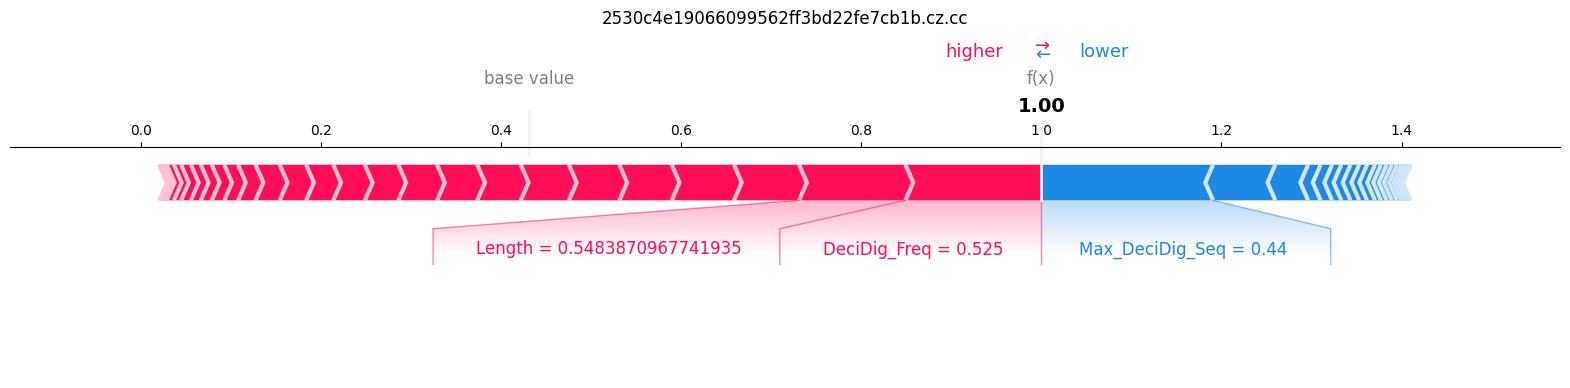 2530c4e19066099562ff3bd22fe7cb1b.cz.cc
higher → ← lower
base value f(x)
1.00
0.0 0.2 0.4 0.6 0.8 1.0 1.2 1.4
Length = 0.5483870967741935 DeciDig_Freq = 0.525 Max_DeciDig_Seq = 0.44